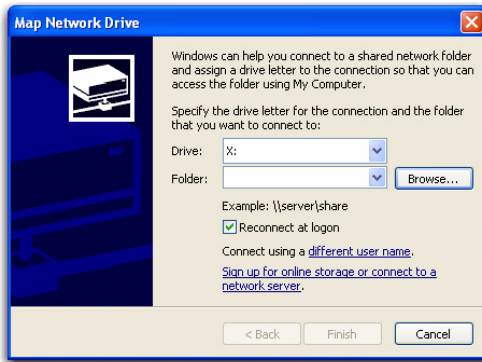 Map Network Drive
Windows can help you connect to a shared network folder
and assign a drive letter to the connection so that you can
access the folder using My Computer.
Specify the drive letter for the connection and the folder
that you want to connect to:
Drive: X:
Folder: Browse...
Example: \\server\share
Reconnect at logon
Connect using a different user name.
Sign up for online storage or connect to a
network server.
< Back Finish Cancel